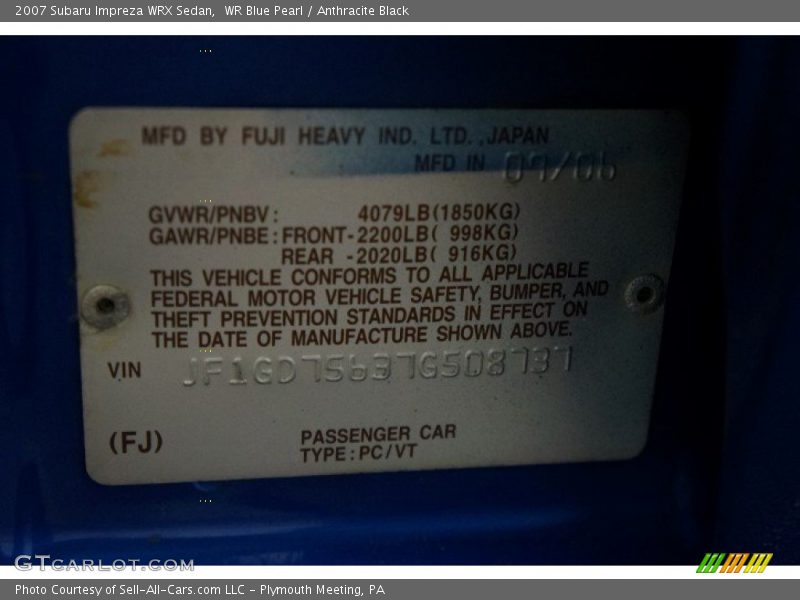 2007 Subaru Impreza WRX Sedan, WR Blue Pearl / Anthracite Black
MFD BY FUJI HEAVY IND. LTD.,JAPAN
MFD IN 09/06
GVWR/PNBV: 4079LB(1850KG)
GAWR/PNBE:FRONT-2200LB( 998KG)
REAR -2020LB( 916KG)
THIS VEHICLE CONFORMS TO ALL APPLICABLE
FEDERAL MOTOR VEHICLE SAFETY, BUMPER, AND
THEFT PREVENTION STANDARDS IN EFFECT ON
THE DATE OF MANUFACTURE SHOWN ABOVE.
VIN JF1GD75637G508737
(FJ) PASSENGER CAR
TYPE:PC/VT
GTCARLOT.COM
Photo Courtesy of Sell-All-Cars.com LLC - Plymouth Meeting, PA